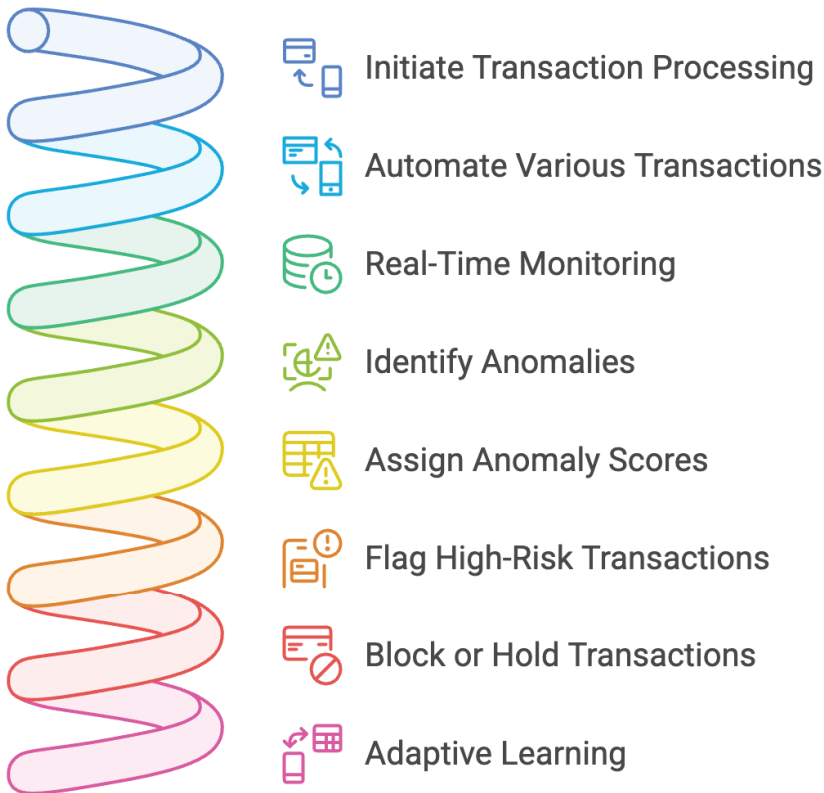 Initiate Transaction Processing
Automate Various Transactions
Real-Time Monitoring
Identify Anomalies
Assign Anomaly Scores
Flag High-Risk Transactions
Block or Hold Transactions
Adaptive Learning